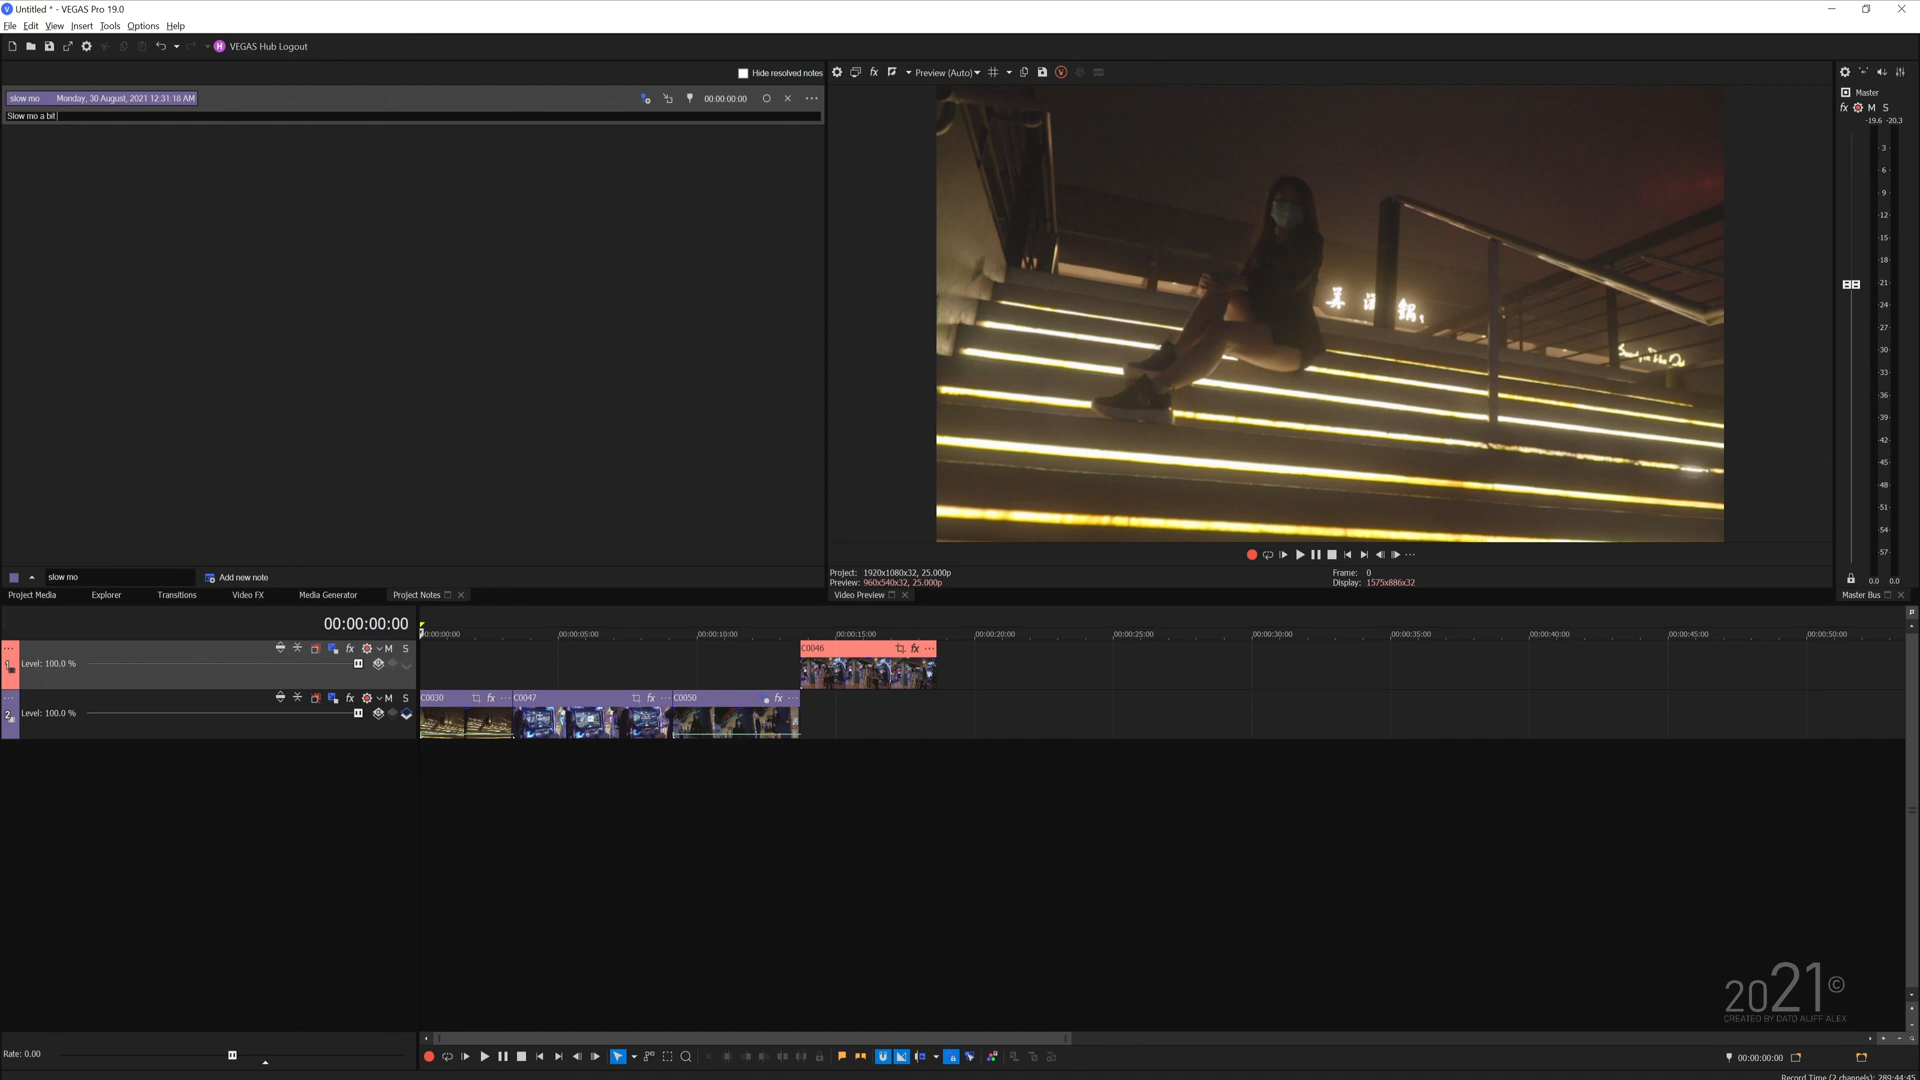 Untitled * - VEGAS Pro 19.0
File Edit View Insert Tools Options Help
H VEGAS Hub Logout
Hide resolved notes
Preview (Auto)
slow mo Monday, 30 August, 2021 12:31:18 AM
00:00:00:00
Slow mo a bit
Master
fx M S
-19.6 -20.3
3
6
9
12
15
18
21
24
27
30
33
36
39
42
45
48
51
54
57
0.0 0.0
slow mo
Add new note
Project: 1920x1080x32, 25.000p
Frame: 0
Preview: 960x540x32, 25.000p
Display: 1575x886x32
Project Media Explorer Transitions Video FX Media Generator Project Notes
Video Preview
Master Bus
00:00:00:00
00:00:00:00 00:00:05:00 00:00:10:00 00:00:15:00 00:00:20:00 00:00:25:00 00:00:30:00 00:00:35:00 00:00:40:00 00:00:45:00 00:00:50:00
1 fx M S
Level: 100.0 %
C0046 fx
2 fx M S
Level: 100.0 %
C0030 fx C0047 fx C0050 fx
2021©
CREATED BY DATO ALIFF ALEX
Rate: 0.00
00:00:00:00
Record Time (2 channels): 289:44:45